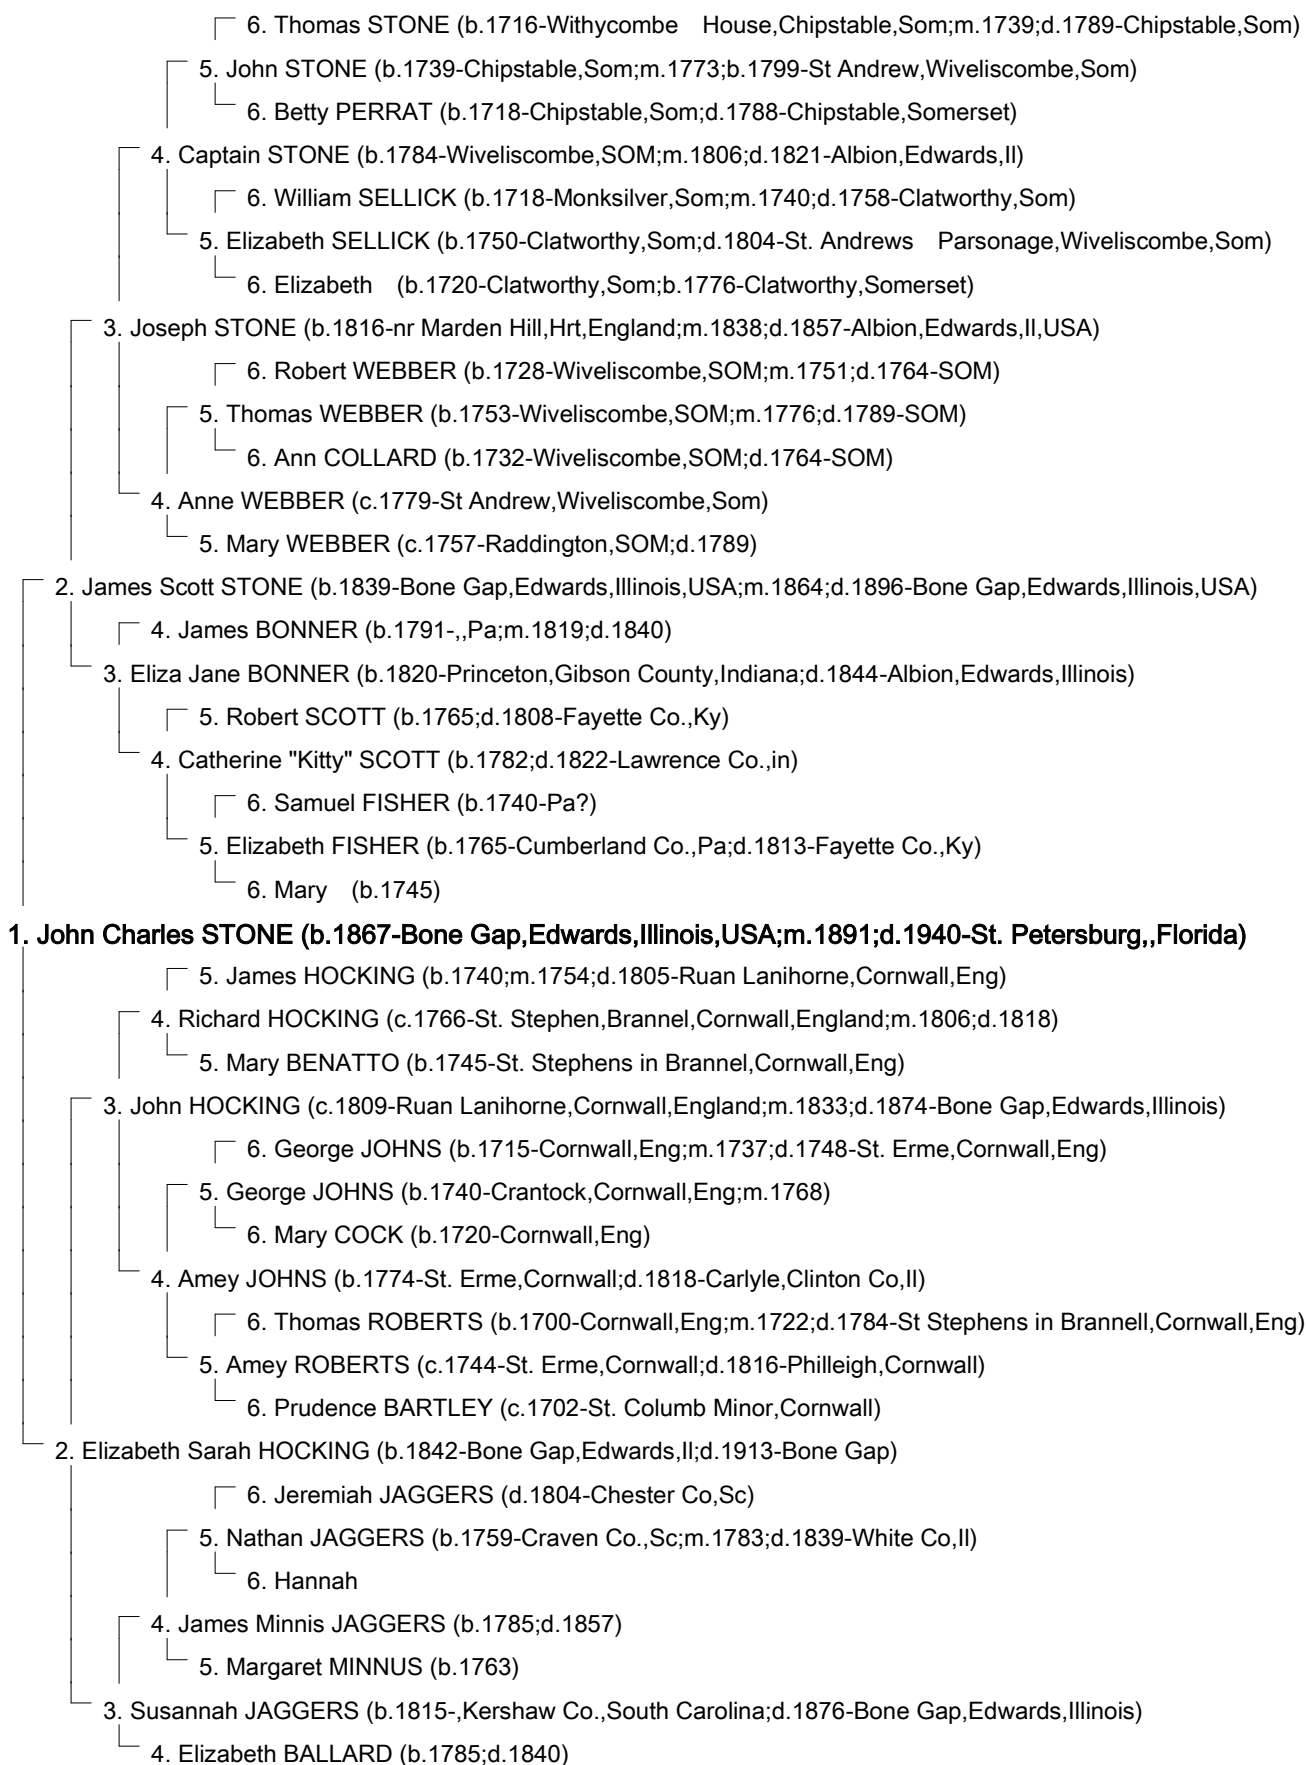 6. Thomas STONE (b.1716-Withycombe House,Chipstable,Som;m.1739;d.1789-Chipstable,Som)
5. John STONE (b.1739-Chipstable,Som;m.1773;b.1799-St Andrew,Wiveliscombe,Som)
6. Betty PERRAT (b.1718-Chipstable,Som;d.1788-Chipstable,Somerset)
4. Captain STONE (b.1784-Wiveliscombe,SOM;m.1806;d.1821-Albion,Edwards,Il)
6. William SELLICK (b.1718-Monksilver,Som;m.1740;d.1758-Clatworthy,Som)
5. Elizabeth SELLICK (b.1750-Clatworthy,Som;d.1804-St. Andrews Parsonage,Wiveliscombe,Som)
6. Elizabeth (b.1720-Clatworthy,Som;b.1776-Clatworthy,Somerset)
3. Joseph STONE (b.1816-nr Marden Hill,Hrt,England;m.1838;d.1857-Albion,Edwards,Il,USA)
6. Robert WEBBER (b.1728-Wiveliscombe,SOM;m.1751;d.1764-SOM)
5. Thomas WEBBER (b.1753-Wiveliscombe,SOM;m.1776;d.1789-SOM)
6. Ann COLLARD (b.1732-Wiveliscombe,SOM;d.1764-SOM)
4. Anne WEBBER (c.1779-St Andrew,Wiveliscombe,Som)
5. Mary WEBBER (c.1757-Raddington,SOM;d.1789)
2. James Scott STONE (b.1839-Bone Gap,Edwards,Illinois,USA;m.1864;d.1896-Bone Gap,Edwards,Illinois,USA)
4. James BONNER (b.1791-,,Pa;m.1819;d.1840)
3. Eliza Jane BONNER (b.1820-Princeton,Gibson County,Indiana;d.1844-Albion,Edwards,Illinois)
5. Robert SCOTT (b.1765;d.1808-Fayette Co.,Ky)
4. Catherine "Kitty" SCOTT (b.1782;d.1822-Lawrence Co.,in)
6. Samuel FISHER (b.1740-Pa?)
5. Elizabeth FISHER (b.1765-Cumberland Co.,Pa;d.1813-Fayette Co.,Ky)
6. Mary (b.1745)
1. John Charles STONE (b.1867-Bone Gap,Edwards,Illinois,USA;m.1891;d.1940-St. Petersburg,,Florida)
5. James HOCKING (b.1740;m.1754;d.1805-Ruan Lanihorne,Cornwall,Eng)
4. Richard HOCKING (c.1766-St. Stephen,Brannel,Cornwall,England;m.1806;d.1818)
5. Mary BENATTO (b.1745-St. Stephens in Brannel,Cornwall,Eng)
3. John HOCKING (c.1809-Ruan Lanihorne,Cornwall,England;m.1833;d.1874-Bone Gap,Edwards,Illinois)
6. George JOHNS (b.1715-Cornwall,Eng;m.1737;d.1748-St. Erme,Cornwall,Eng)
5. George JOHNS (b.1740-Crantock,Cornwall,Eng;m.1768)
6. Mary COCK (b.1720-Cornwall,Eng)
4. Amey JOHNS (b.1774-St. Erme,Cornwall;d.1818-Carlyle,Clinton Co,Il)
6. Thomas ROBERTS (b.1700-Cornwall,Eng;m.1722;d.1784-St Stephens in Brannell,Cornwall,Eng)
5. Amey ROBERTS (c.1744-St. Erme,Cornwall;d.1816-Philleigh,Cornwall)
6. Prudence BARTLEY (c.1702-St. Columb Minor,Cornwall)
2. Elizabeth Sarah HOCKING (b.1842-Bone Gap,Edwards,Il;d.1913-Bone Gap)
6. Jeremiah JAGGERS (d.1804-Chester Co,Sc)
5. Nathan JAGGERS (b.1759-Craven Co.,Sc;m.1783;d.1839-White Co,Il)
6. Hannah
4. James Minnis JAGGERS (b.1785;d.1857)
5. Margaret MINNUS (b.1763)
3. Susannah JAGGERS (b.1815-,Kershaw Co.,South Carolina;d.1876-Bone Gap,Edwards,Illinois)
4. Elizabeth BALLARD (b.1785;d.1840)